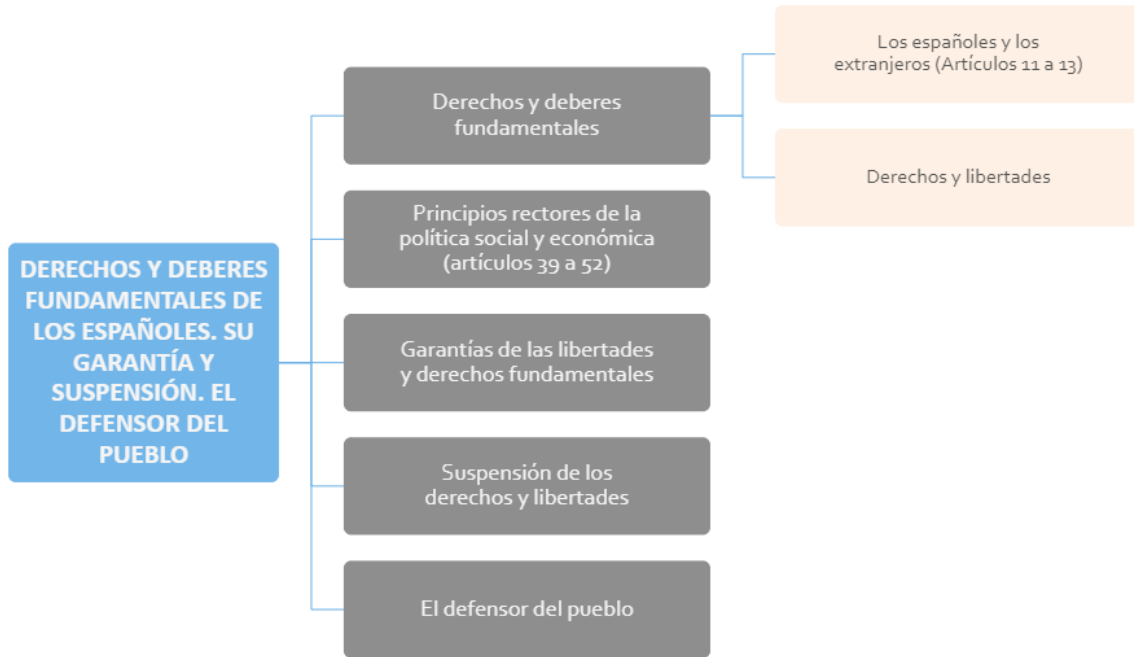 DERECHOS Y DEBERES
FUNDAMENTALES DE
LOS ESPAÑOLES. SU
GARANTÍA Y
SUSPENSIÓN. EL
DEFENSOR DEL
PUEBLO
Derechos y deberes
fundamentales
Los españoles y los
extranjeros (Artículos 11 a 13)
Derechos y libertades
Principios rectores de la
política social y económica
(artículos 39 a 52)
Garantías de las libertades
y derechos fundamentales
Suspensión de los
derechos y libertades
El defensor del pueblo